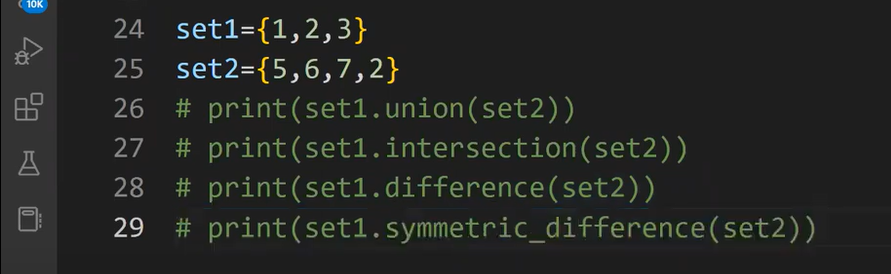 10K
24 set1={1,2,3}
25 set2={5,6,7,2}
26 # print(set1.union(set2))
27 # print(set1.intersection(set2))
28 # print(set1.difference(set2))
29 # print(set1.symmetric_difference(set2))